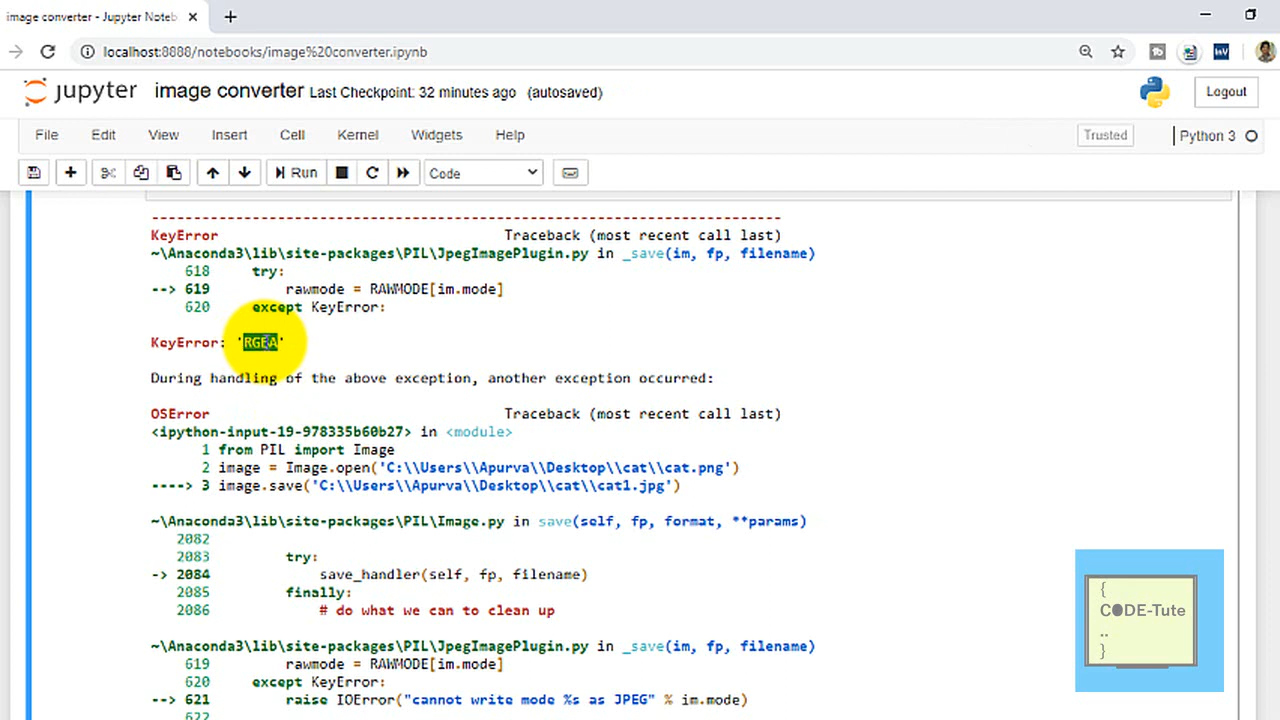 image converter - Jupyter Noteb
localhost:8888/notebooks/image%20converter.ipynb
jupyter image converter Last Checkpoint: 32 minutes ago (autosaved)
Logout
File Edit View Insert Cell Kernel Widgets Help
Trusted
Python 3
Run
Code
---------------------------------------------------------------------------
KeyError Traceback (most recent call last)
~\Anaconda3\lib\site-packages\PIL\JpegImagePlugin.py in _save(im, fp, filename)
618 try:
--> 619 rawmode = RAWMODE[im.mode]
620 except KeyError:
KeyError: 'RGBA'
During handling of the above exception, another exception occurred:
OSError Traceback (most recent call last)
<ipython-input-19-978335b60b27> in <module>
1 from PIL import Image
2 image = Image.open('C:\\Users\\Apurva\\Desktop\\cat\\cat.png')
----> 3 image.save('C:\\Users\\Apurva\\Desktop\\cat\\cat1.jpg')
~\Anaconda3\lib\site-packages\PIL\Image.py in save(self, fp, format, **params)
2082
2083 try:
-> 2084 save_handler(self, fp, filename)
2085 finally:
2086 # do what we can to clean up
~\Anaconda3\lib\site-packages\PIL\JpegImagePlugin.py in _save(im, fp, filename)
619 rawmode = RAWMODE[im.mode]
620 except KeyError:
--> 621 raise IOError("cannot write mode %s as JPEG" % im.mode)
622
{
CODE-Tute
..
}